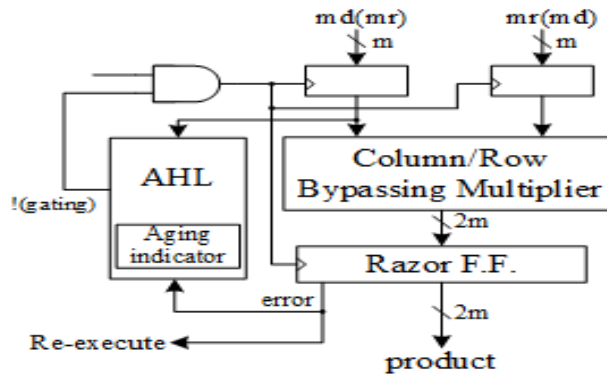 md(mr) mr(md)
m m
AHL
Column/Row
Bypassing Multiplier
!(gating)
Aging
indicator
2m
Razor F.F.
error
2m
Re-execute
product